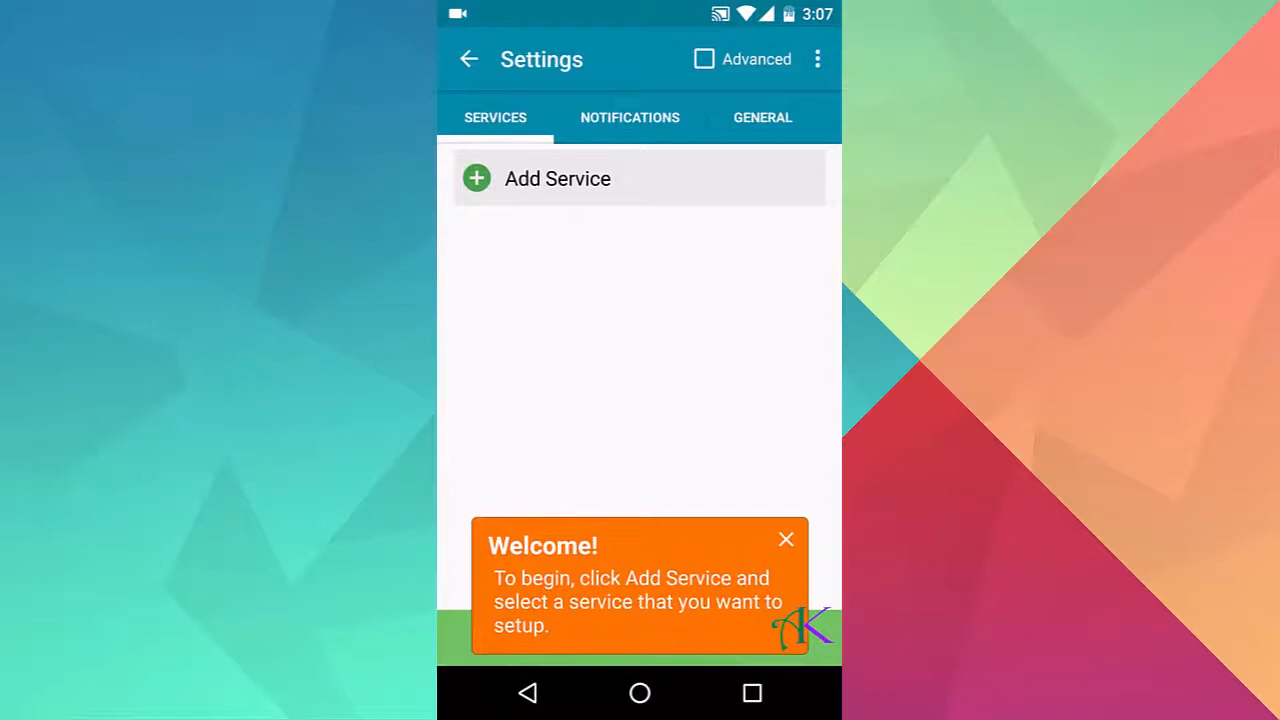 3:07
Settings
Advanced
SERVICES
NOTIFICATIONS
GENERAL
Add Service
Welcome!
To begin, click Add Service and
select a service that you want to
setup.
AK